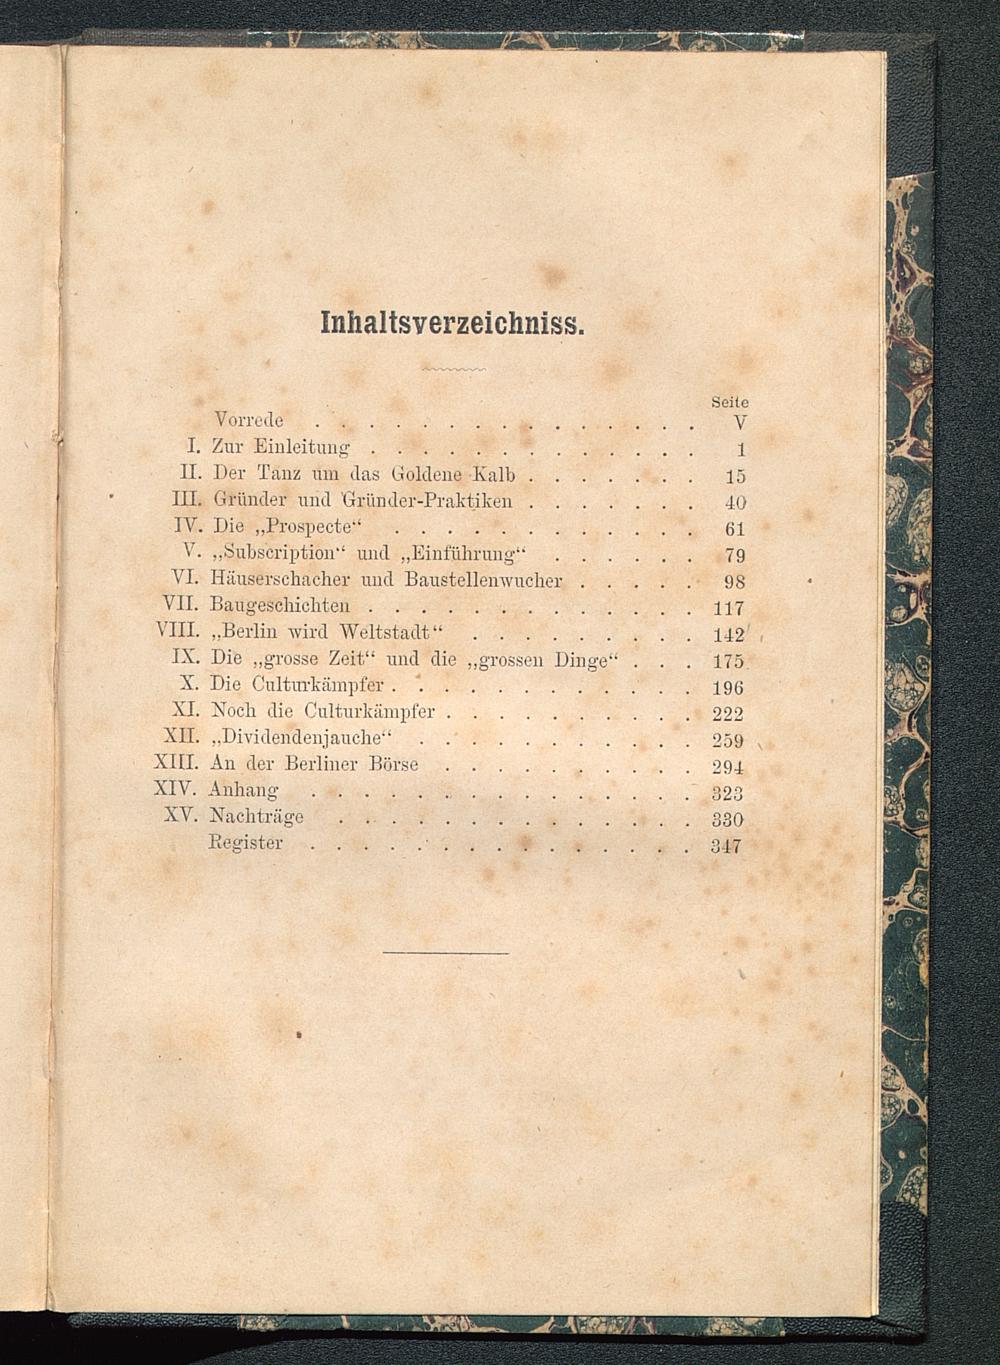 Inhaltsverzeichniss.
Seite
Vorrede . . . . . . . . . . . . . . . V
I. Zur Einleitung . . . . . . . . . . . . . 1
II. Der Tanz um das Goldene Kalb . . . . . . . 15
III. Gründer und Gründer-Praktiken . . . . . . . 40
IV. Die „Prospecte“ . . . . . . . . . . . . 61
V. „Subscription“ und „Einführung“ . . . . . . 79
VI. Häuserschacher und Baustellenwucher . . . . . 98
VII. Baugeschichten . . . . . . . . . . . . . 117
VIII. „Berlin wird Weltstadt“ . . . . . . . . . 142
IX. Die „grosse Zeit“ und die „grossen Dinge“ . . . 175
X. Die Culturkämpfer . . . . . . . . . . . . 196
XI. Noch die Culturkämpfer . . . . . . . . . . 222
XII. „Dividendenjauche“ . . . . . . . . . . . 259
XIII. An der Berliner Börse . . . . . . . . . . 294
XIV. Anhang . . . . . . . . . . . . . . . 323
XV. Nachträge . . . . . . . . . . . . . . 330
Register . . . . . . . . . . . . . . . 347